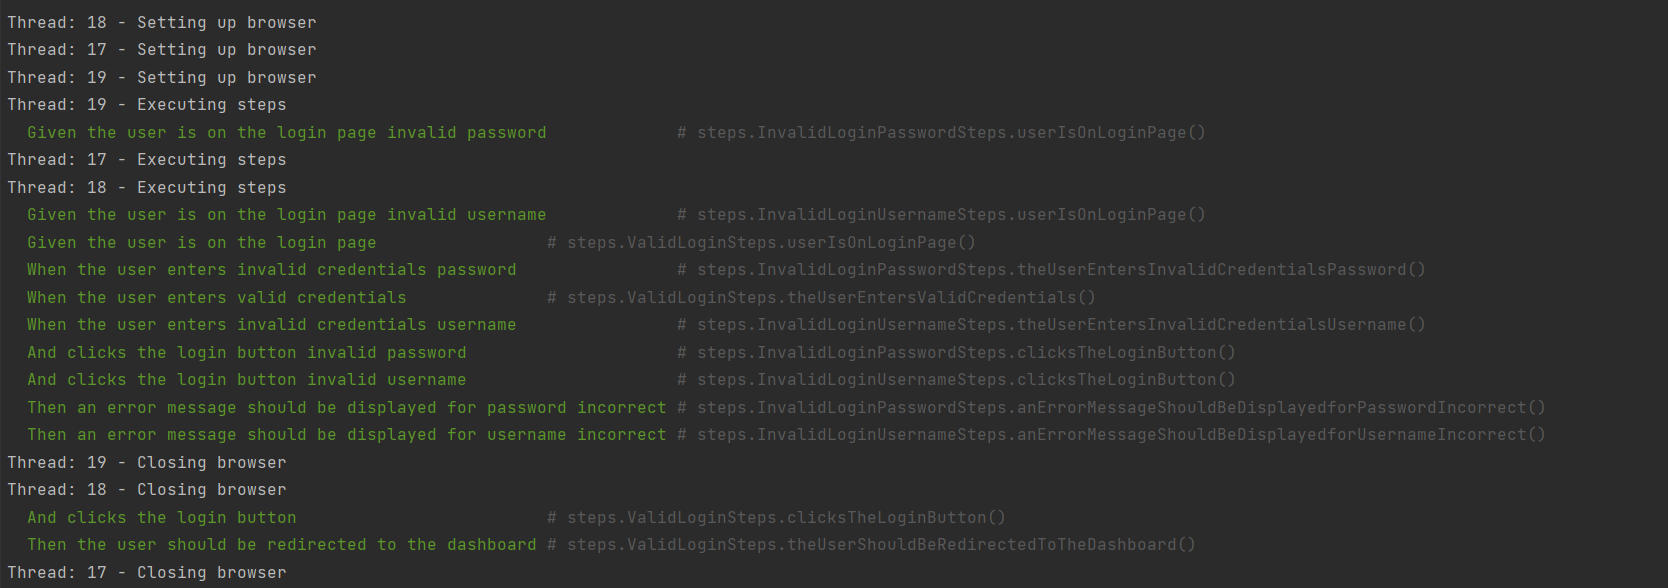 Thread: 18 - Setting up browser
Thread: 17 - Setting up browser
Thread: 19 - Setting up browser
Thread: 19 - Executing steps
Given the user is on the login page invalid password # steps.InvalidLoginPasswordSteps.userIsOnLoginPage()
Thread: 17 - Executing steps
Thread: 18 - Executing steps
Given the user is on the login page invalid username # steps.InvalidLoginUsernameSteps.userIsOnLoginPage()
Given the user is on the login page # steps.ValidLoginSteps.userIsOnLoginPage()
When the user enters invalid credentials password # steps.InvalidLoginPasswordSteps.theUserEntersInvalidCredentialsPassword()
When the user enters valid credentials # steps.ValidLoginSteps.theUserEntersValidCredentials()
When the user enters invalid credentials username # steps.InvalidLoginUsernameSteps.theUserEntersInvalidCredentialsUsername()
And clicks the login button invalid password # steps.InvalidLoginPasswordSteps.clicksTheLoginButton()
And clicks the login button invalid username # steps.InvalidLoginUsernameSteps.clicksTheLoginButton()
Then an error message should be displayed for password incorrect # steps.InvalidLoginPasswordSteps.anErrorMessageShouldBeDisplayedforPasswordIncorrect()
Then an error message should be displayed for username incorrect # steps.InvalidLoginUsernameSteps.anErrorMessageShouldBeDisplayedforUsernameIncorrect()
Thread: 19 - Closing browser
Thread: 18 - Closing browser
And clicks the login button # steps.ValidLoginSteps.clicksTheLoginButton()
Then the user should be redirected to the dashboard # steps.ValidLoginSteps.theUserShouldBeRedirectedToTheDashboard()
Thread: 17 - Closing browser